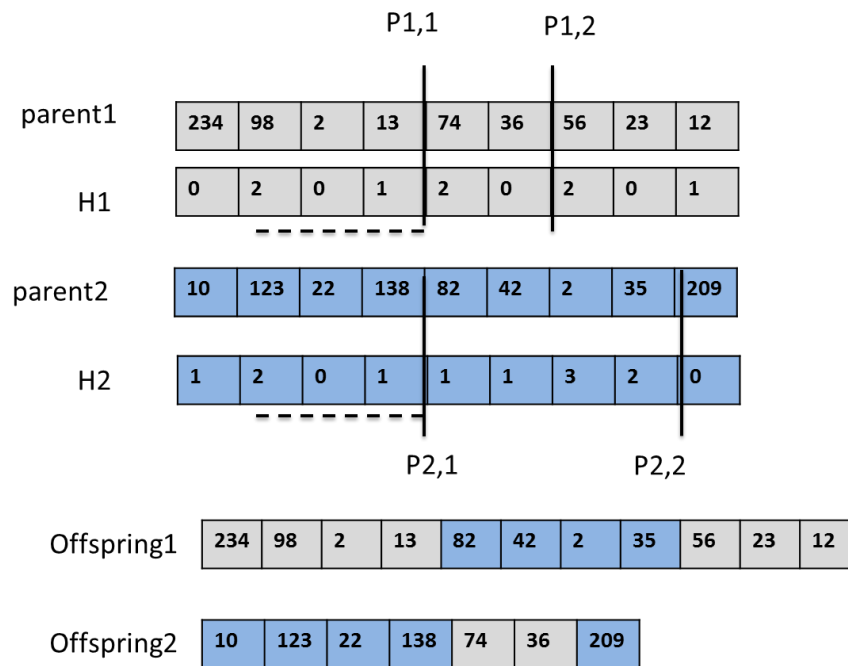 P1,1 P1,2
parent1 234 98 2 13 74 36 56 23 12
H1 0 2 0 1 2 0 2 0 1
parent2 10 123 22 138 82 42 2 35 209
H2 1 2 0 1 1 1 3 2 0
P2,1 P2,2
Offspring1 234 98 2 13 82 42 2 35 56 23 12
Offspring2 10 123 22 138 74 36 209